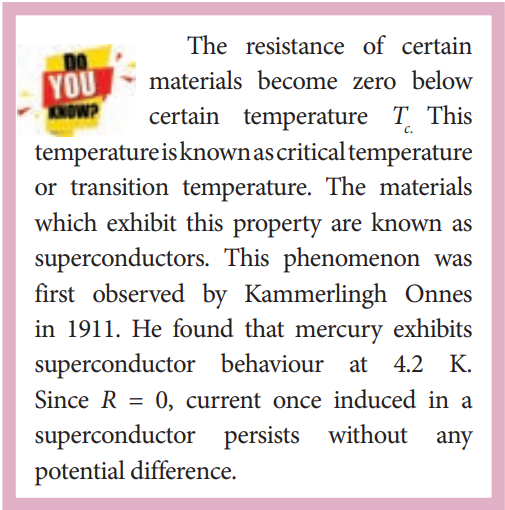 DO
YOU
KNOW?
The resistance of certain
materials become zero below
certain temperature T_c. This
temperature is known as critical temperature
or transition temperature. The materials
which exhibit this property are known as
superconductors. This phenomenon was
first observed by Kammerlingh Onnes
in 1911. He found that mercury exhibits
superconductor behaviour at 4.2 K.
Since R = 0, current once induced in a
superconductor persists without any
potential difference.